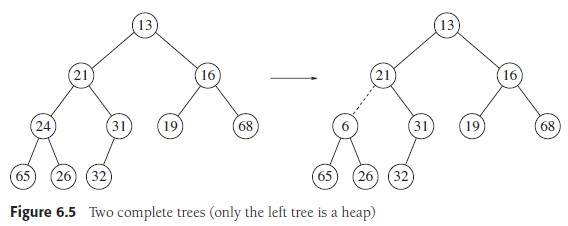 13 13
21 16 21 16
24 31 19 68 6 31 19 68
65 26 32 65 26 32
Figure 6.5 Two complete trees (only the left tree is a heap)